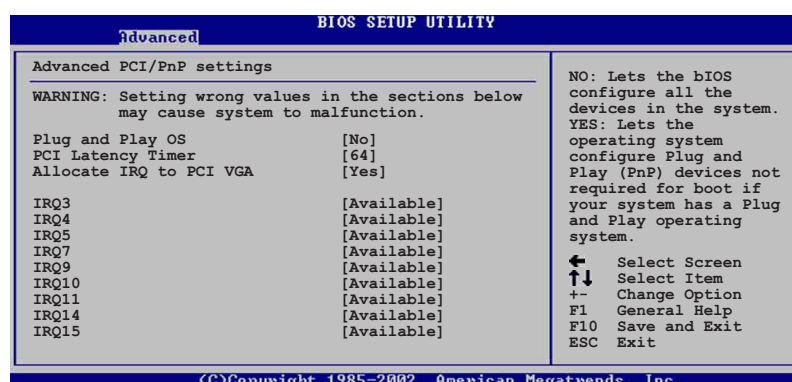 BIOS SETUP UTILITY
Advanced
Advanced PCI/PnP settings
WARNING: Setting wrong values in the sections below
may cause system to malfunction.
Plug and Play OS [No]
PCI Latency Timer [64]
Allocate IRQ to PCI VGA [Yes]
IRQ3 [Available]
IRQ4 [Available]
IRQ5 [Available]
IRQ7 [Available]
IRQ9 [Available]
IRQ10 [Available]
IRQ11 [Available]
IRQ14 [Available]
IRQ15 [Available]
NO: Lets the bIOS
configure all the
devices in the system.
YES: Lets the
operating system
configure Plug and
Play (PnP) devices not
required for boot if
your system has a Plug
and Play operating
system.
← Select Screen
↑↓ Select Item
+- Change Option
F1 General Help
F10 Save and Exit
ESC Exit
(C)Copyright 1985-2002, American Megatrends, Inc.